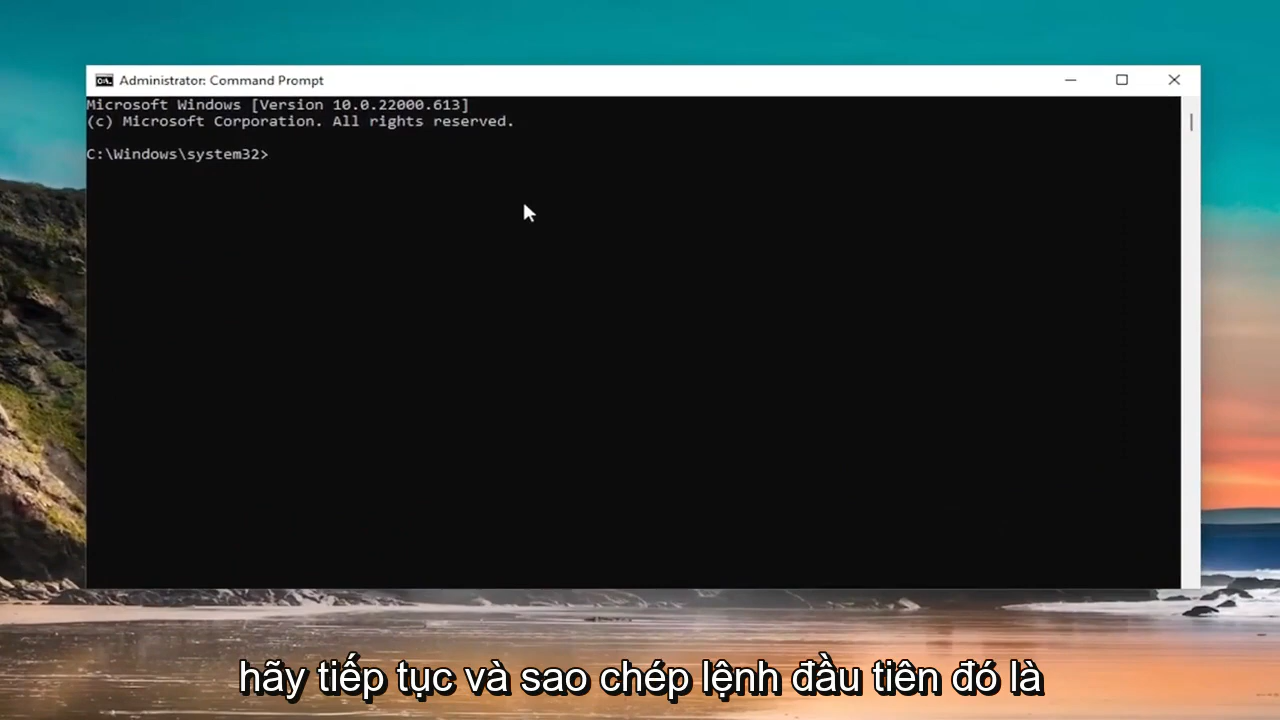 Administrator: Command Prompt
Microsoft Windows [Version 10.0.22000.613]
(c) Microsoft Corporation. All rights reserved.
C:\Windows\system32>
hãy tiếp tục và sao chép lệnh đầu tiên đó là